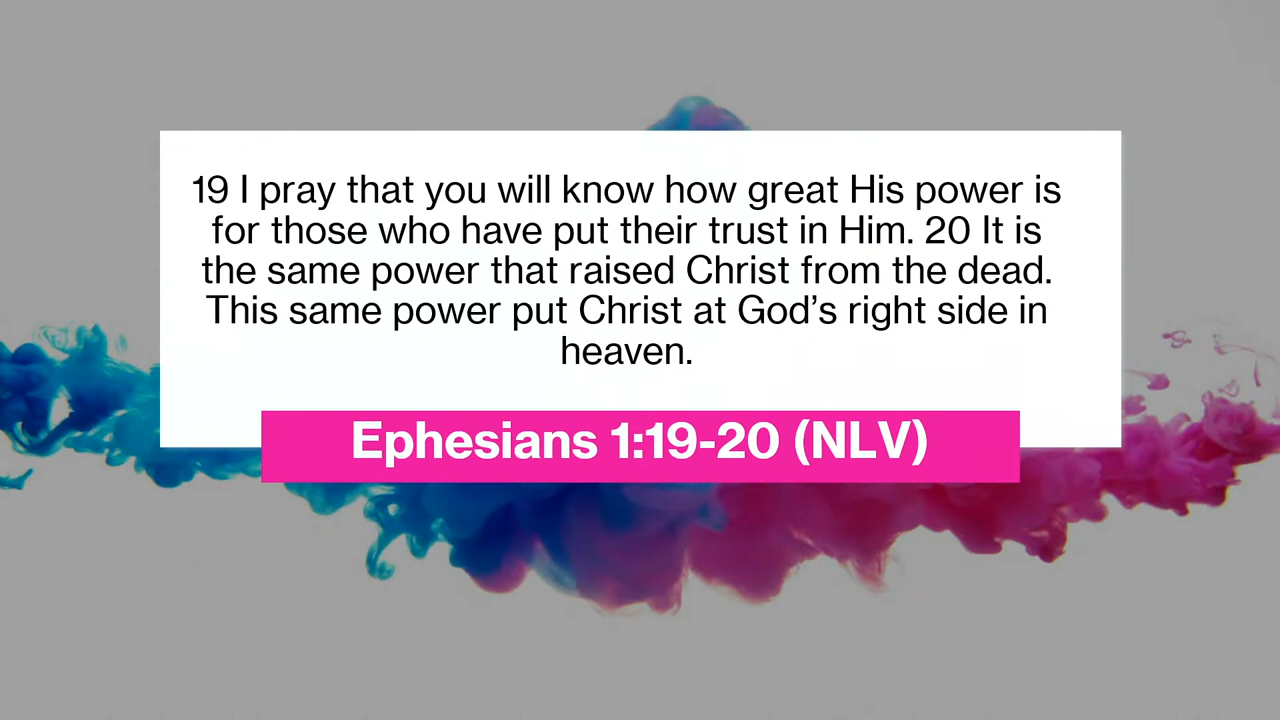 19 I pray that you will know how great His power is
for those who have put their trust in Him. 20 It is
the same power that raised Christ from the dead.
This same power put Christ at God’s right side in
heaven.
Ephesians 1:19-20 (NLV)